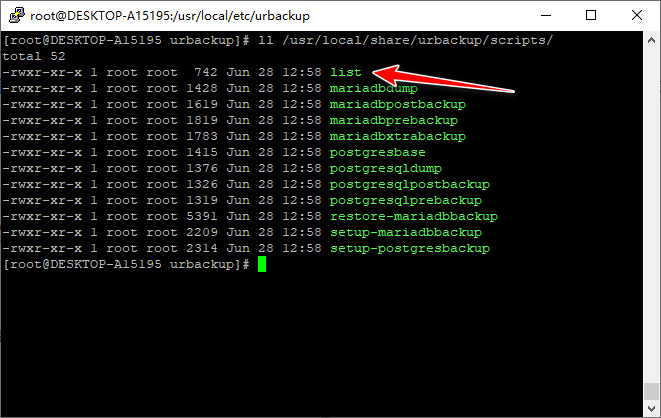 root@DESKTOP-A15195:/usr/local/etc/urbackup
[root@DESKTOP-A15195 urbackup]# ll /usr/local/share/urbackup/scripts/
total 52
-rwxr-xr-x 1 root root  742 Jun 28 12:58 list
-rwxr-xr-x 1 root root 1428 Jun 28 12:58 mariadbdump
-rwxr-xr-x 1 root root 1619 Jun 28 12:58 mariadbpostbackup
-rwxr-xr-x 1 root root 1819 Jun 28 12:58 mariadbprebackup
-rwxr-xr-x 1 root root 1783 Jun 28 12:58 mariadbxtrabackup
-rwxr-xr-x 1 root root 1415 Jun 28 12:58 postgresbase
-rwxr-xr-x 1 root root 1376 Jun 28 12:58 postgresqldump
-rwxr-xr-x 1 root root 1326 Jun 28 12:58 postgresqlpostbackup
-rwxr-xr-x 1 root root 1319 Jun 28 12:58 postgresqlprebackup
-rwxr-xr-x 1 root root 5391 Jun 28 12:58 restore-mariadbbackup
-rwxr-xr-x 1 root root 2209 Jun 28 12:58 setup-mariadbbackup
-rwxr-xr-x 1 root root 2314 Jun 28 12:58 setup-postgresbackup
[root@DESKTOP-A15195 urbackup]#